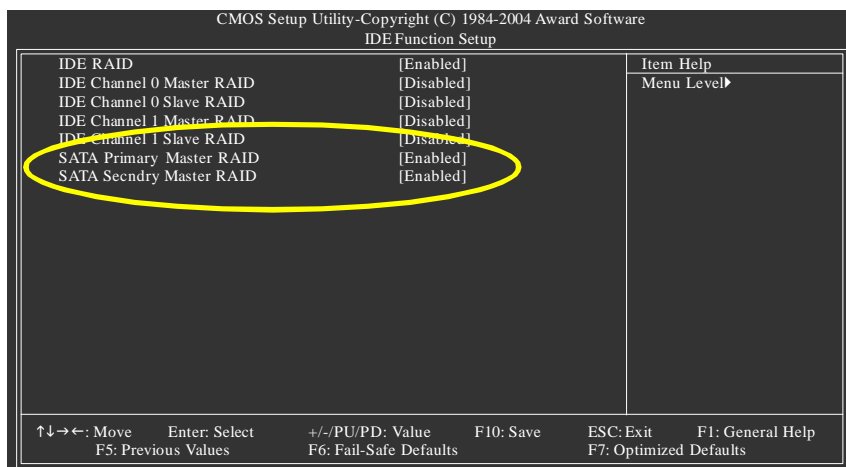 CMOS Setup Utility-Copyright (C) 1984-2004 Award Software
IDE Function Setup
IDE RAID [Enabled]
IDE Channel 0 Master RAID [Disabled]
IDE Channel 0 Slave RAID [Disabled]
IDE Channel 1 Master RAID [Disabled]
IDE Channel 1 Slave RAID [Disabled]
SATA Primary Master RAID [Enabled]
SATA Secndry Master RAID [Enabled]
Item Help
Menu Level▶
↑↓→←: Move Enter: Select +/-/PU/PD: Value F10: Save ESC: Exit F1: General Help
F5: Previous Values F6: Fail-Safe Defaults F7: Optimized Defaults